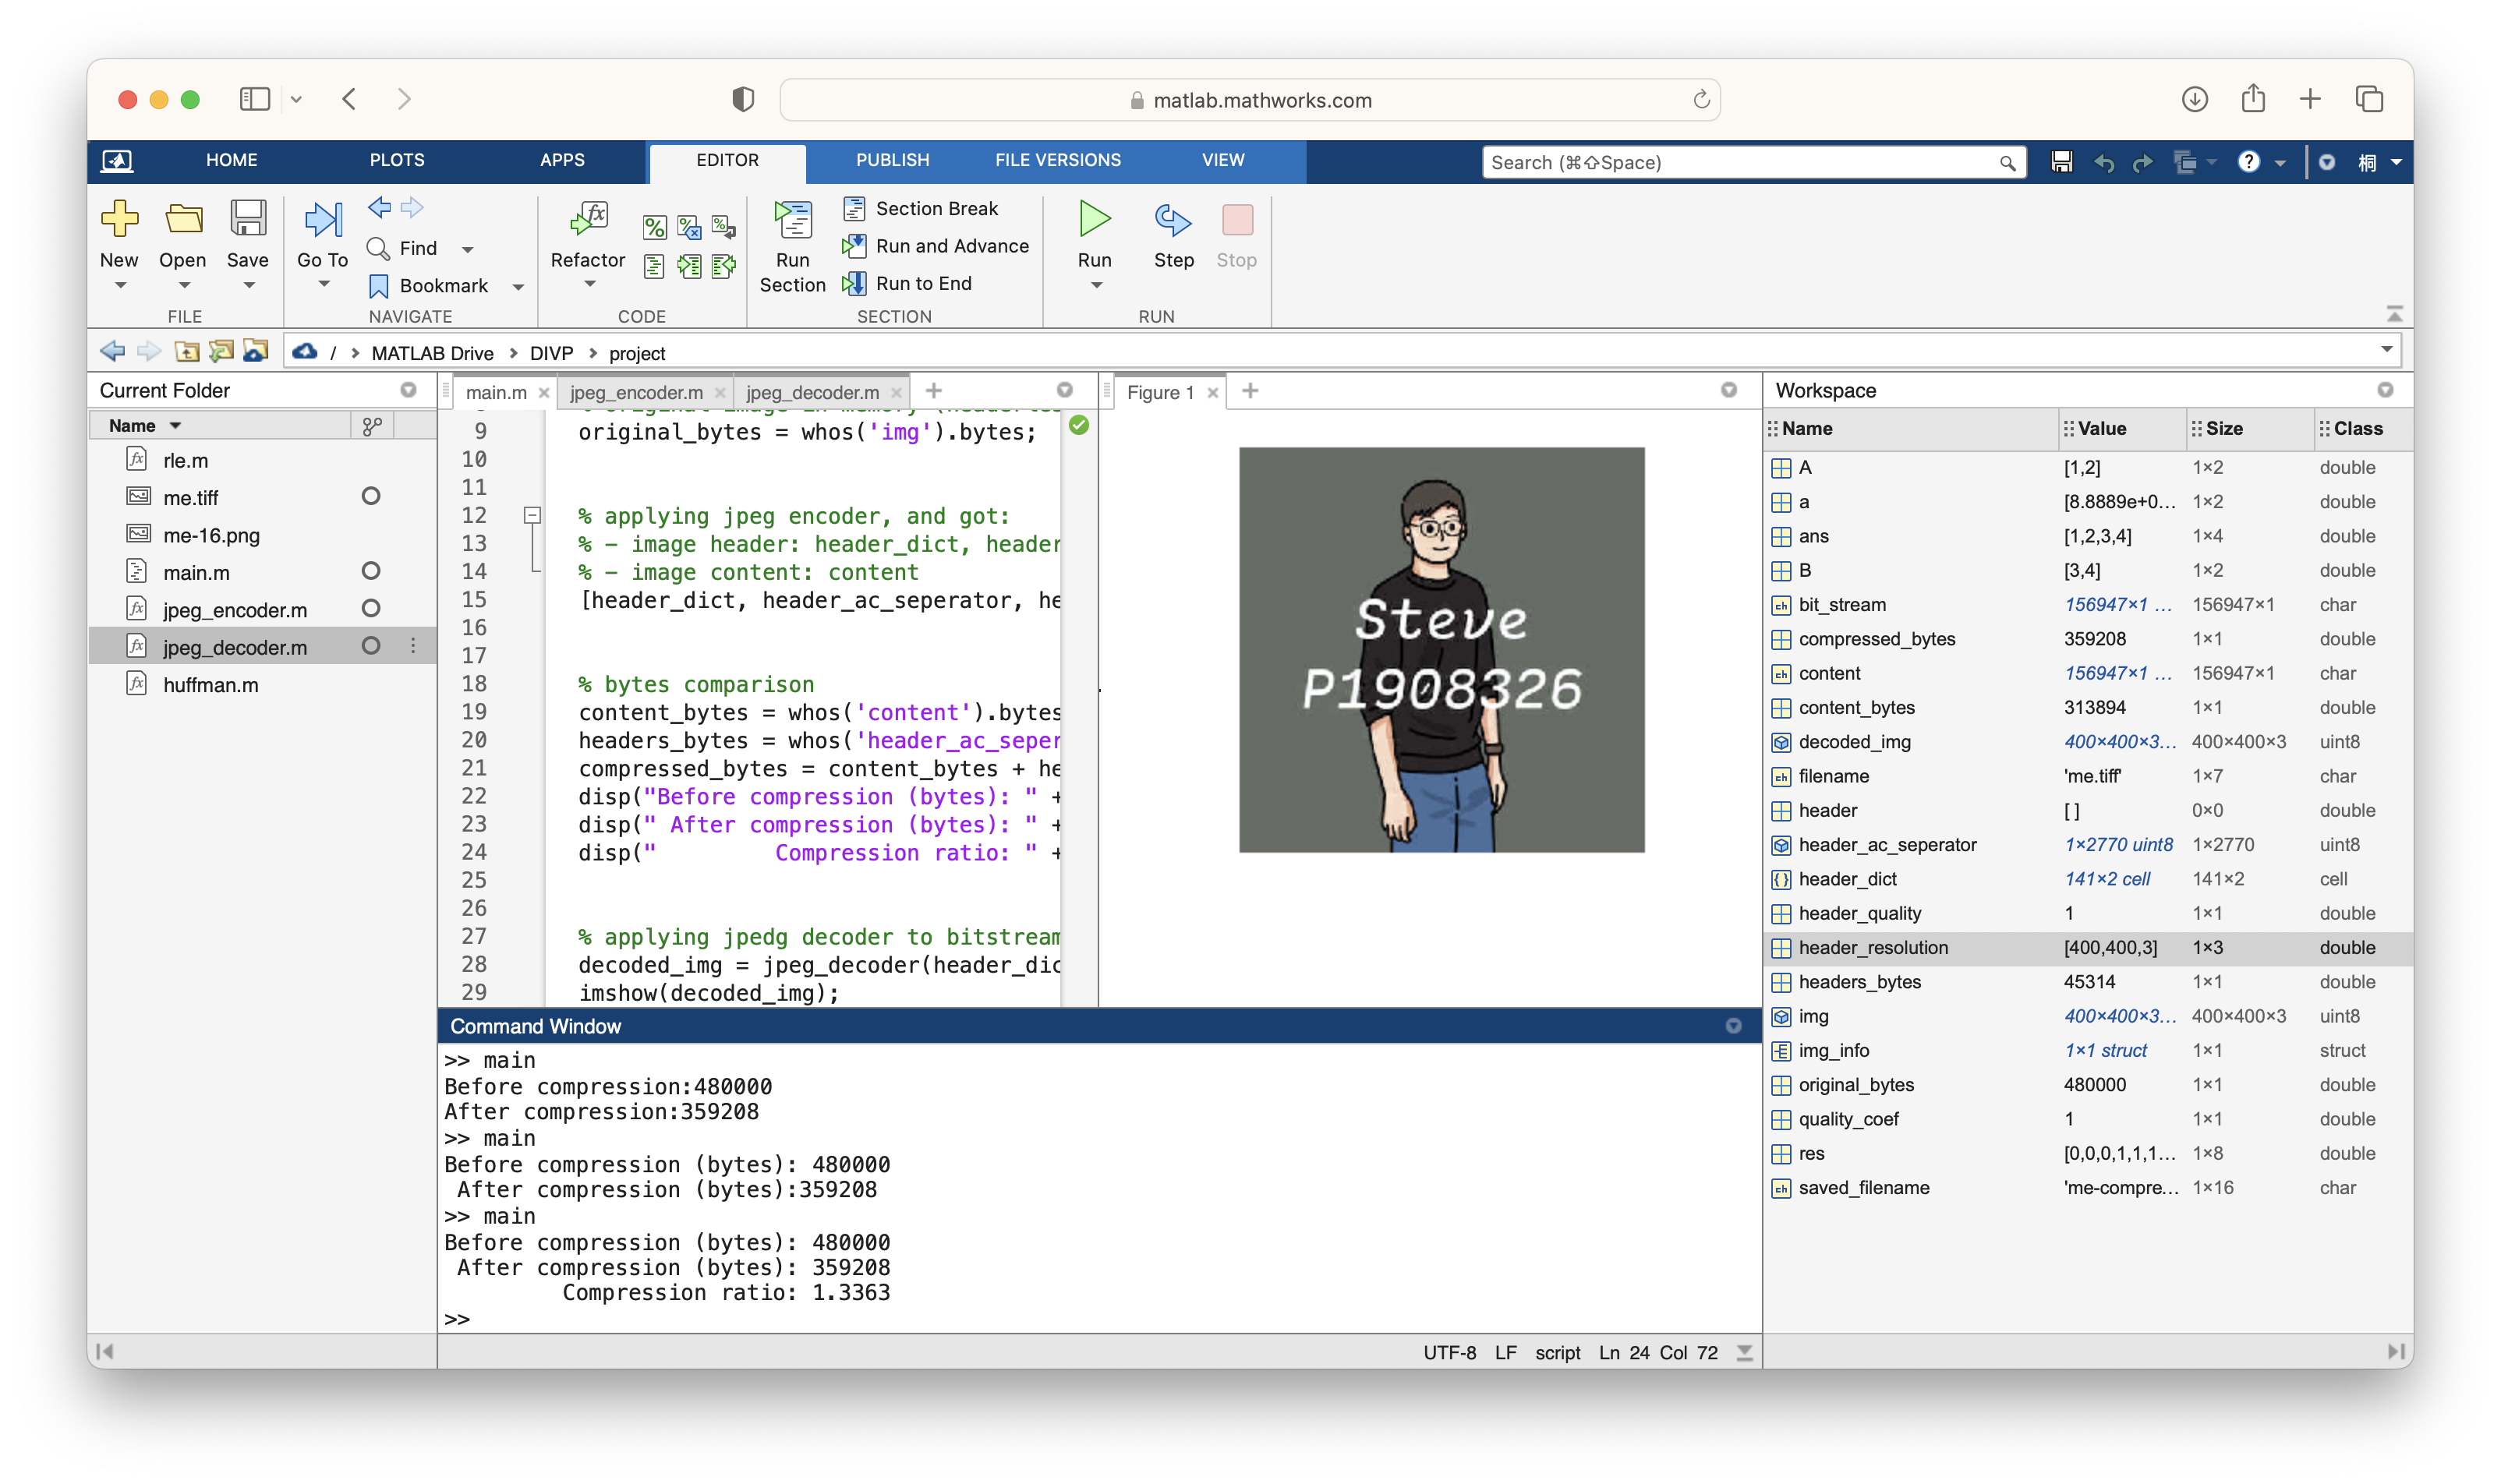 matlab.mathworks.com
HOME PLOTS APPS EDITOR PUBLISH FILE VERSIONS VIEW Search (⌘⇧Space) ? 桐
New Open Save Go To Find Bookmark Refactor Run Section Section Break Run and Advance Run to End Run Step Stop
FILE NAVIGATE CODE SECTION RUN
/ > MATLAB Drive > DIVP > project
Current Folder
Name
rle.m
me.tiff
me-16.png
main.m
jpeg_encoder.m
jpeg_decoder.m
huffman.m
main.m jpeg_encoder.m jpeg_decoder.m
9 original_bytes = whos('img').bytes;
10
11
12 % applying jpeg encoder, and got:
13 % – image header: header_dict, header
14 % – image content: content
15 [header_dict, header_ac_seperator, he
16
17
18 % bytes comparison
19 content_bytes = whos('content').bytes
20 headers_bytes = whos('header_ac_seper
21 compressed_bytes = content_bytes + he
22 disp("Before compression (bytes): " +
23 disp(" After compression (bytes): " +
24 disp("         Compression ratio: " +
25
26
27 % applying jpedg decoder to bitstream
28 decoded_img = jpeg_decoder(header_dic
29 imshow(decoded_img);
Figure 1
Steve
P1908326
Command Window
>> main
Before compression:480000
After compression:359208
>> main
Before compression (bytes): 480000
After compression (bytes):359208
>> main
Before compression (bytes): 480000
After compression (bytes): 359208
Compression ratio: 1.3363
>>
Workspace
Name Value Size Class
A [1,2] 1×2 double
a [8.8889e+0... 1×2 double
ans [1,2,3,4] 1×4 double
B [3,4] 1×2 double
bit_stream 156947×1 ... 156947×1 char
compressed_bytes 359208 1×1 double
content 156947×1 ... 156947×1 char
content_bytes 313894 1×1 double
decoded_img 400×400×3... 400×400×3 uint8
filename 'me.tiff' 1×7 char
header [ ] 0×0 double
header_ac_seperator 1×2770 uint8 1×2770 uint8
header_dict 141×2 cell 141×2 cell
header_quality 1 1×1 double
header_resolution [400,400,3] 1×3 double
headers_bytes 45314 1×1 double
img 400×400×3... 400×400×3 uint8
img_info 1×1 struct 1×1 struct
original_bytes 480000 1×1 double
quality_coef 1 1×1 double
res [0,0,0,1,1,1... 1×8 double
saved_filename 'me-compre... 1×16 char
UTF-8 LF script Ln 24 Col 72